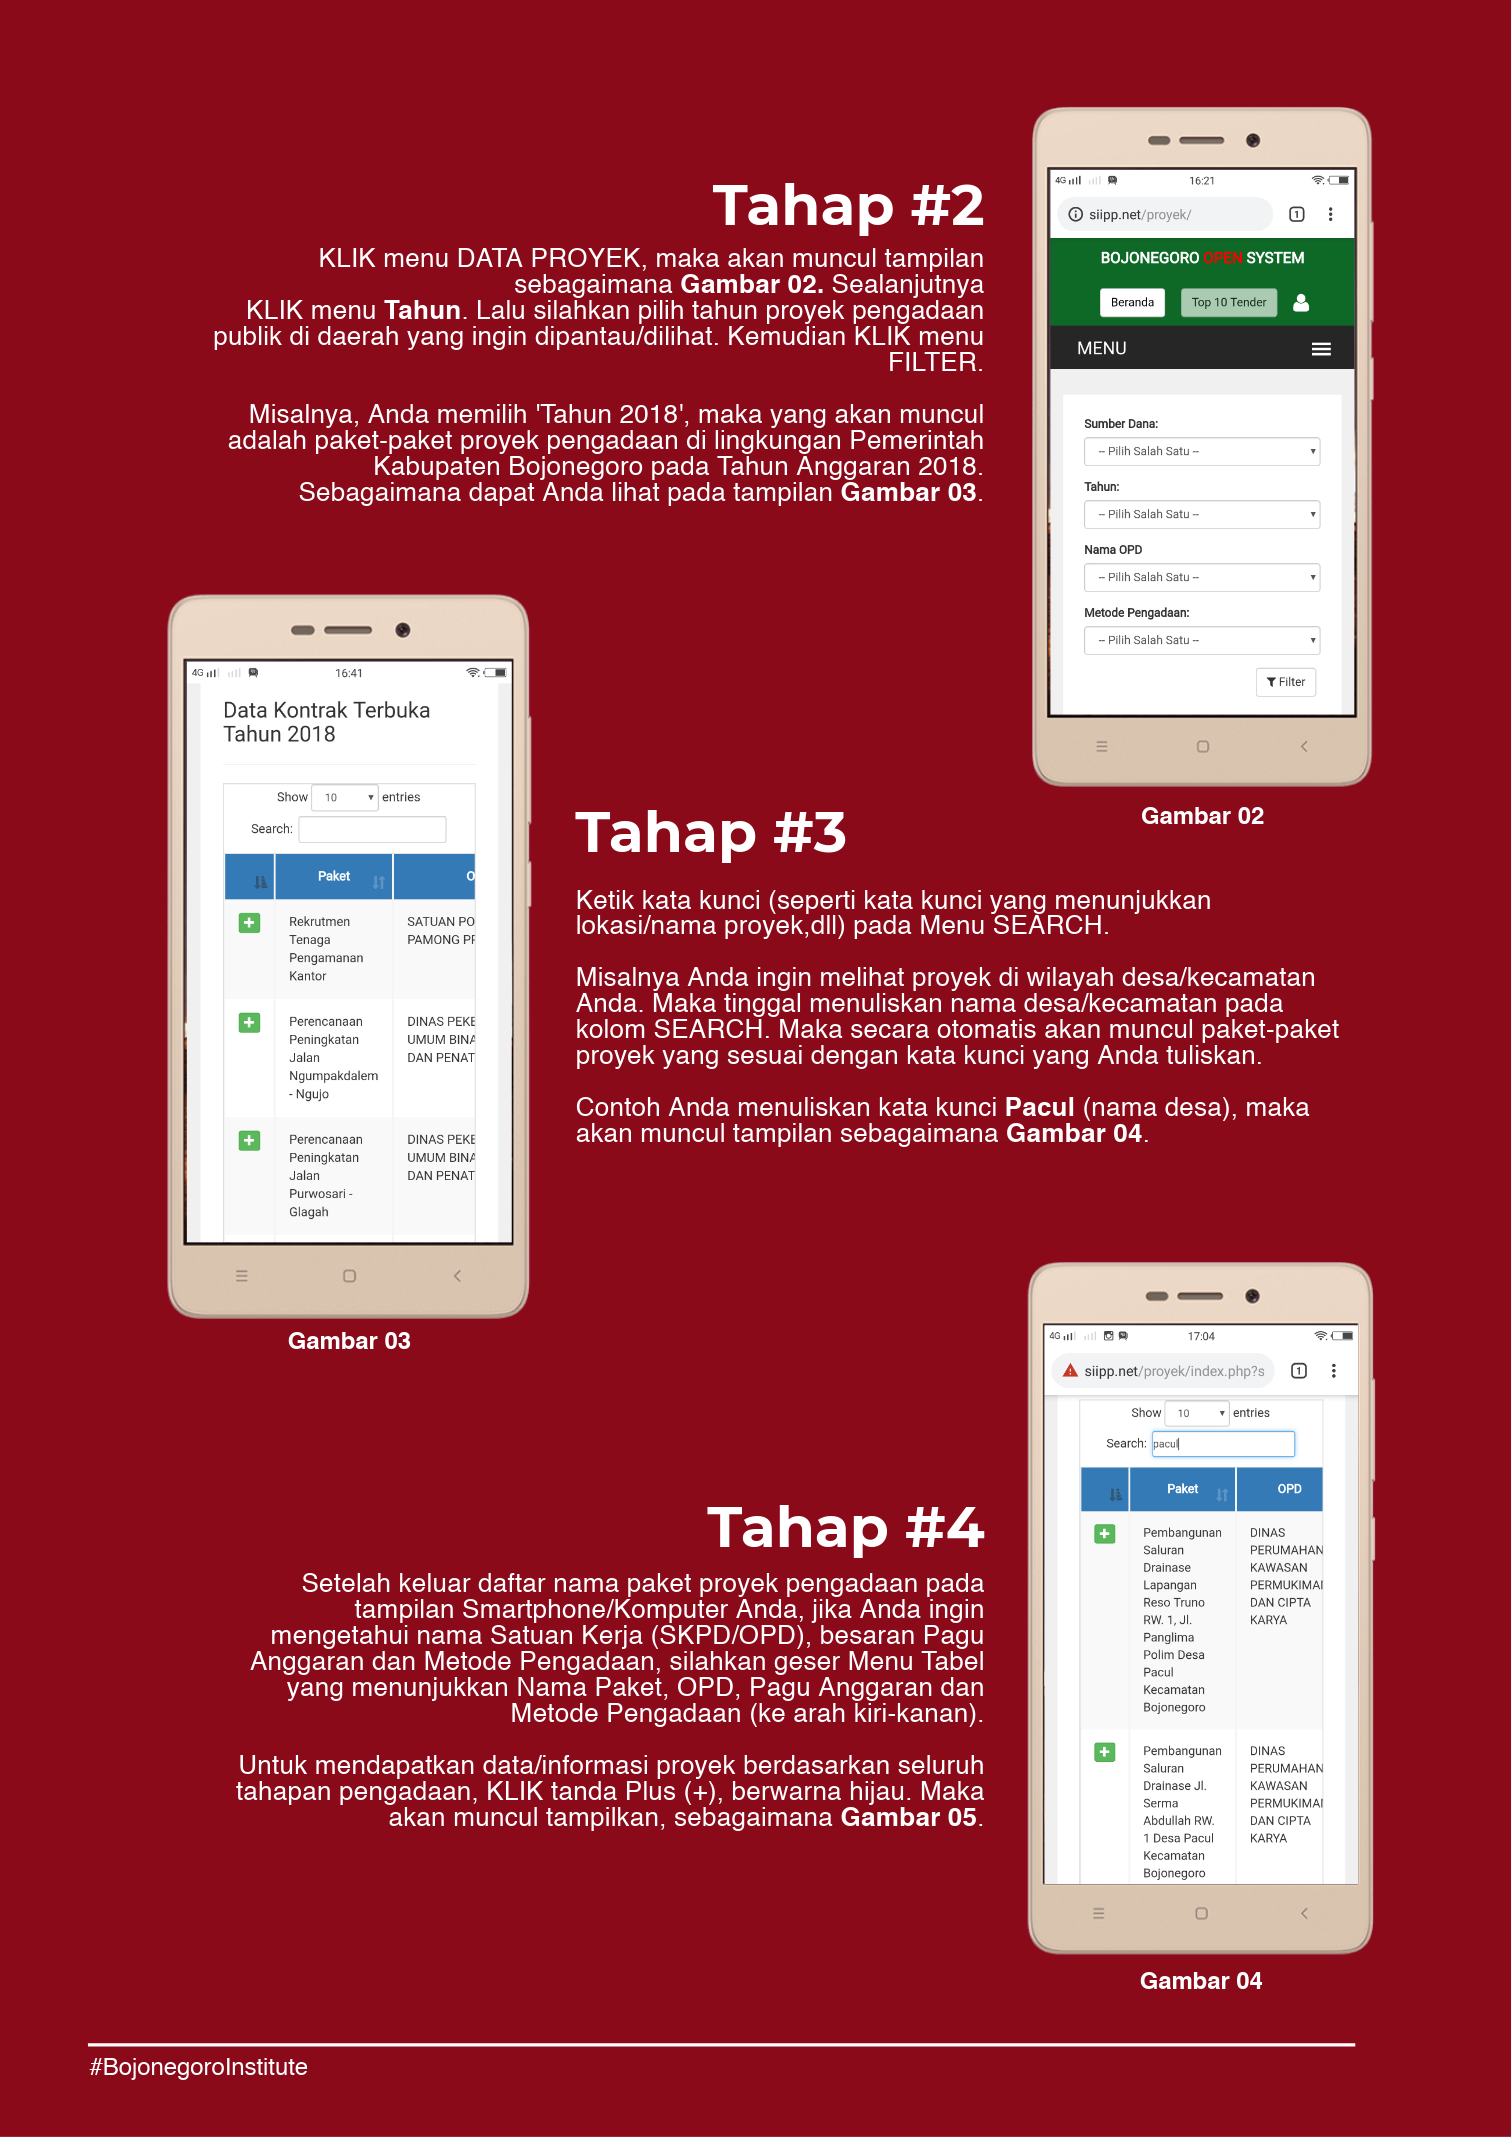 Tahap #2
KLIK menu DATA PROYEK, maka akan muncul tampilan
sebagaimana Gambar 02. Sealanjutnya
KLIK menu Tahun. Lalu silahkan pilih tahun proyek pengadaan
publik di daerah yang ingin dipantau/dilihat. Kemudian KLIK menu
FILTER.
Misalnya, Anda memilih 'Tahun 2018', maka yang akan muncul
adalah paket-paket proyek pengadaan di lingkungan Pemerintah
Kabupaten Bojonegoro pada Tahun Anggaran 2018.
Sebagaimana dapat Anda lihat pada tampilan Gambar 03.
4G 16:21
siipp.net/proyek/ 1
BOJONEGORO OPEN SYSTEM
Beranda Top 10 Tender
MENU
Sumber Dana:
-- Pilih Salah Satu --
Tahun:
-- Pilih Salah Satu --
Nama OPD
-- Pilih Salah Satu --
Metode Pengadaan:
-- Pilih Salah Satu --
Filter
Gambar 02
4G 16:41
Data Kontrak Terbuka
Tahun 2018
Show 10 entries
Search:
Paket O
Rekrutmen
Tenaga
Pengamanan
Kantor
SATUAN PO
PAMONG PR
Perencanaan
Peningkatan
Jalan
Ngumpakdalem
- Ngujo
DINAS PEKE
UMUM BINA
DAN PENAT
Perencanaan
Peningkatan
Jalan
Purwosari -
Glagah
DINAS PEKE
UMUM BINA
DAN PENAT
Gambar 03
Tahap #3
Ketik kata kunci (seperti kata kunci yang menunjukkan
lokasi/nama proyek,dll) pada Menu SEARCH.
Misalnya Anda ingin melihat proyek di wilayah desa/kecamatan
Anda. Maka tinggal menuliskan nama desa/kecamatan pada
kolom SEARCH. Maka secara otomatis akan muncul paket-paket
proyek yang sesuai dengan kata kunci yang Anda tuliskan.
Contoh Anda menuliskan kata kunci Pacul (nama desa), maka
akan muncul tampilan sebagaimana Gambar 04.
Tahap #4
Setelah keluar daftar nama paket proyek pengadaan pada
tampilan Smartphone/Komputer Anda, jika Anda ingin
mengetahui nama Satuan Kerja (SKPD/OPD), besaran Pagu
Anggaran dan Metode Pengadaan, silahkan geser Menu Tabel
yang menunjukkan Nama Paket, OPD, Pagu Anggaran dan
Metode Pengadaan (ke arah kiri-kanan).
Untuk mendapatkan data/informasi proyek berdasarkan seluruh
tahapan pengadaan, KLIK tanda Plus (+), berwarna hijau. Maka
akan muncul tampilkan, sebagaimana Gambar 05.
4G 17:04
siipp.net/proyek/index.php?s 1
Show 10 entries
Search: pacul
Paket OPD
Pembangunan
Saluran
Drainase
Lapangan
Reso Truno
RW. 1, Jl.
Panglima
Polim Desa
Pacul
Kecamatan
Bojonegoro
DINAS
PERUMAHAN
KAWASAN
PERMUKIMAN
DAN CIPTA
KARYA
Pembangunan
Saluran
Drainase Jl.
Serma
Abdullah RW.
1 Desa Pacul
Kecamatan
Bojonegoro
DINAS
PERUMAHAN
KAWASAN
PERMUKIMAN
DAN CIPTA
KARYA
Gambar 04
#BojonegoroInstitute